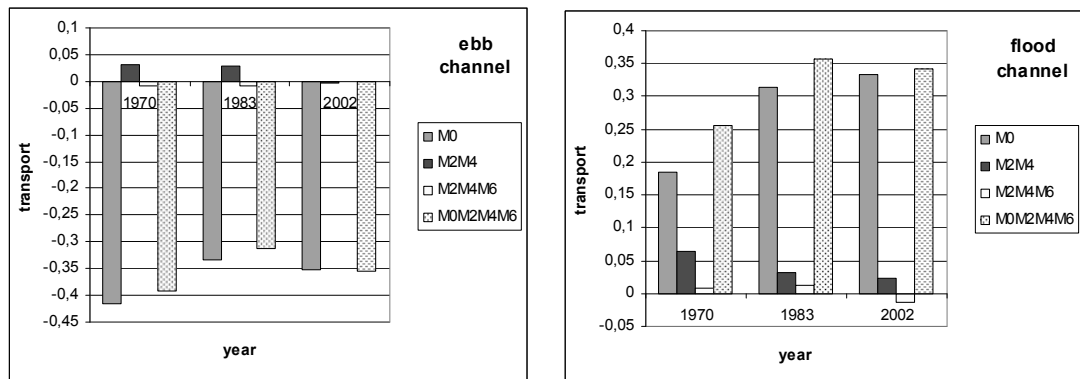 ebb
channel
0,1
0,05
0
-0,05
-0,1
-0,15
-0,2
-0,25
-0,3
-0,35
-0,4
-0,45
1970 1983 2002
transport
year
M0
M2M4
M2M4M6
M0M2M4M6
flood
channel
0,4
0,35
0,3
0,25
0,2
0,15
0,1
0,05
0
-0,05
1970 1983 2002
transport
year
M0
M2M4
M2M4M6
M0M2M4M6